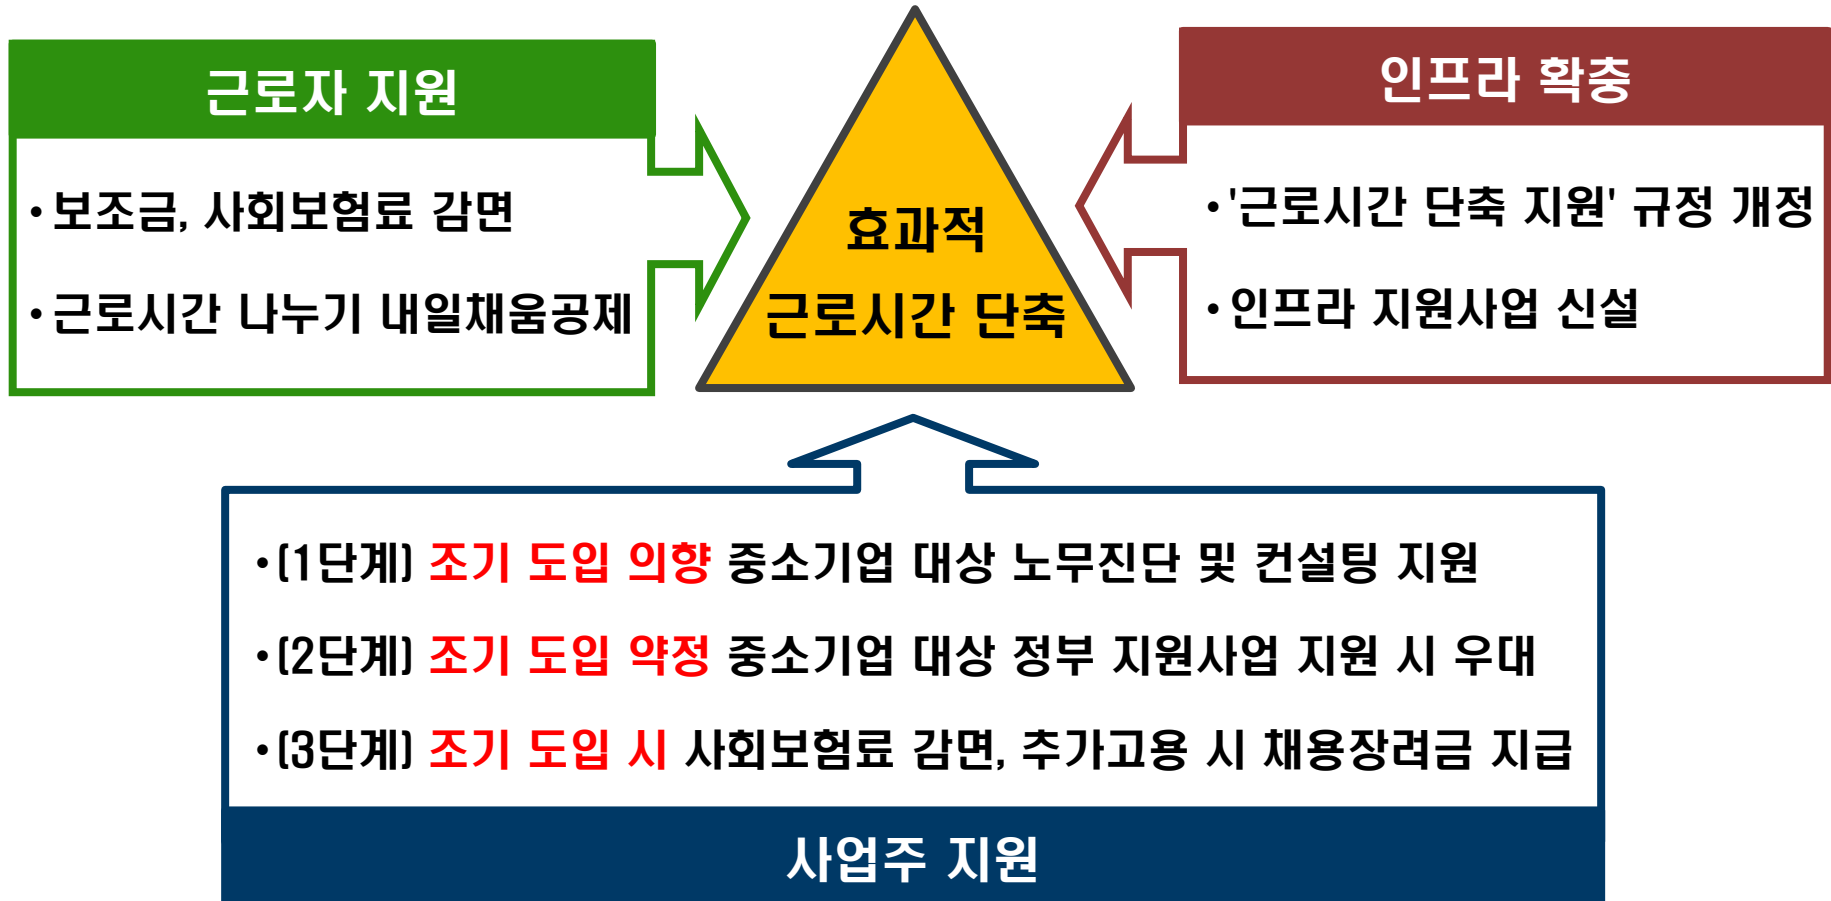 근로자 지원
• 보조금, 사회보험료 감면
• 근로시간 나누기 내일채움공제
효과적
근로시간 단축
인프라 확충
• '근로시간 단축 지원' 규정 개정
• 인프라 지원사업 신설
• (1단계) 조기 도입 의향 중소기업 대상 노무진단 및 컨설팅 지원
• (2단계) 조기 도입 약정 중소기업 대상 정부 지원사업 지원 시 우대
• (3단계) 조기 도입 시 사회보험료 감면, 추가고용 시 채용장려금 지급
사업주 지원